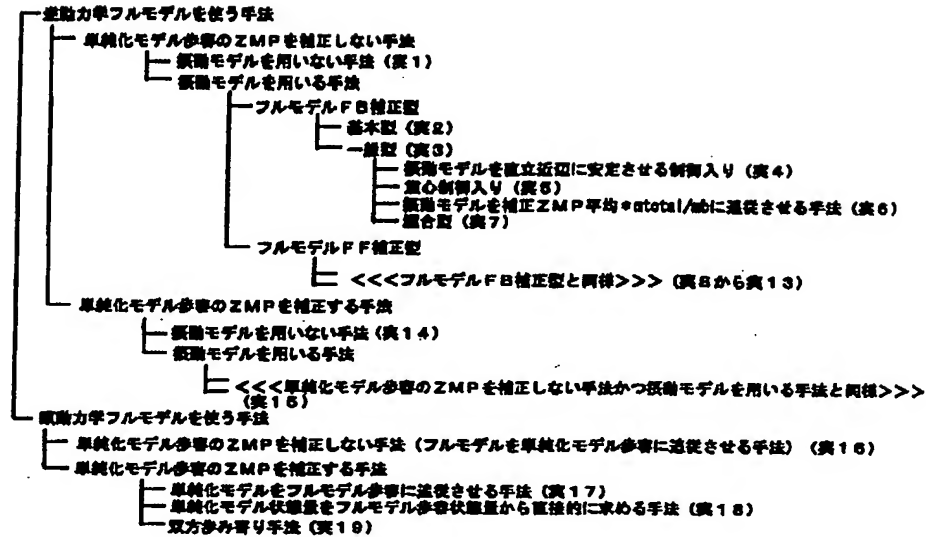 逆動力学フルモデルを使う手法
単純化モデル歩容のZMPを補正しない手法
摂動モデルを用いない手法(実1)
摂動モデルを用いる手法
フルモデルFB補正型
基本型(実2)
一般型(実3)
摂動モデルを直立近辺に安定させる制御入り(実4)
重心制御入り(実5)
摂動モデルを補正ZMP平均*mtotal/mbに追従させる手法(実6)
総合型(実7)
フルモデルFF補正型
<<<フルモデルFB補正型と同様>>>(実8から実13)
単純化モデル歩容のZMPを補正する手法
摂動モデルを用いない手法(実14)
摂動モデルを用いる手法
<<<単純化モデル歩容のZMPを補正しない手法かつ摂動モデルを用いる手法と同様>>>
(実15)
順動力学フルモデルを使う手法
単純化モデル歩容のZMPを補正しない手法(フルモデルを単純化モデル歩容に追従させる手法)(実16)
単純化モデル歩容のZMPを補正する手法
単純化モデルをフルモデル歩容に追従させる手法(実17)
単純化モデル状態量をフルモデル歩容状態量から直接的に求める手法(実18)
双方歩み寄り手法(実19)